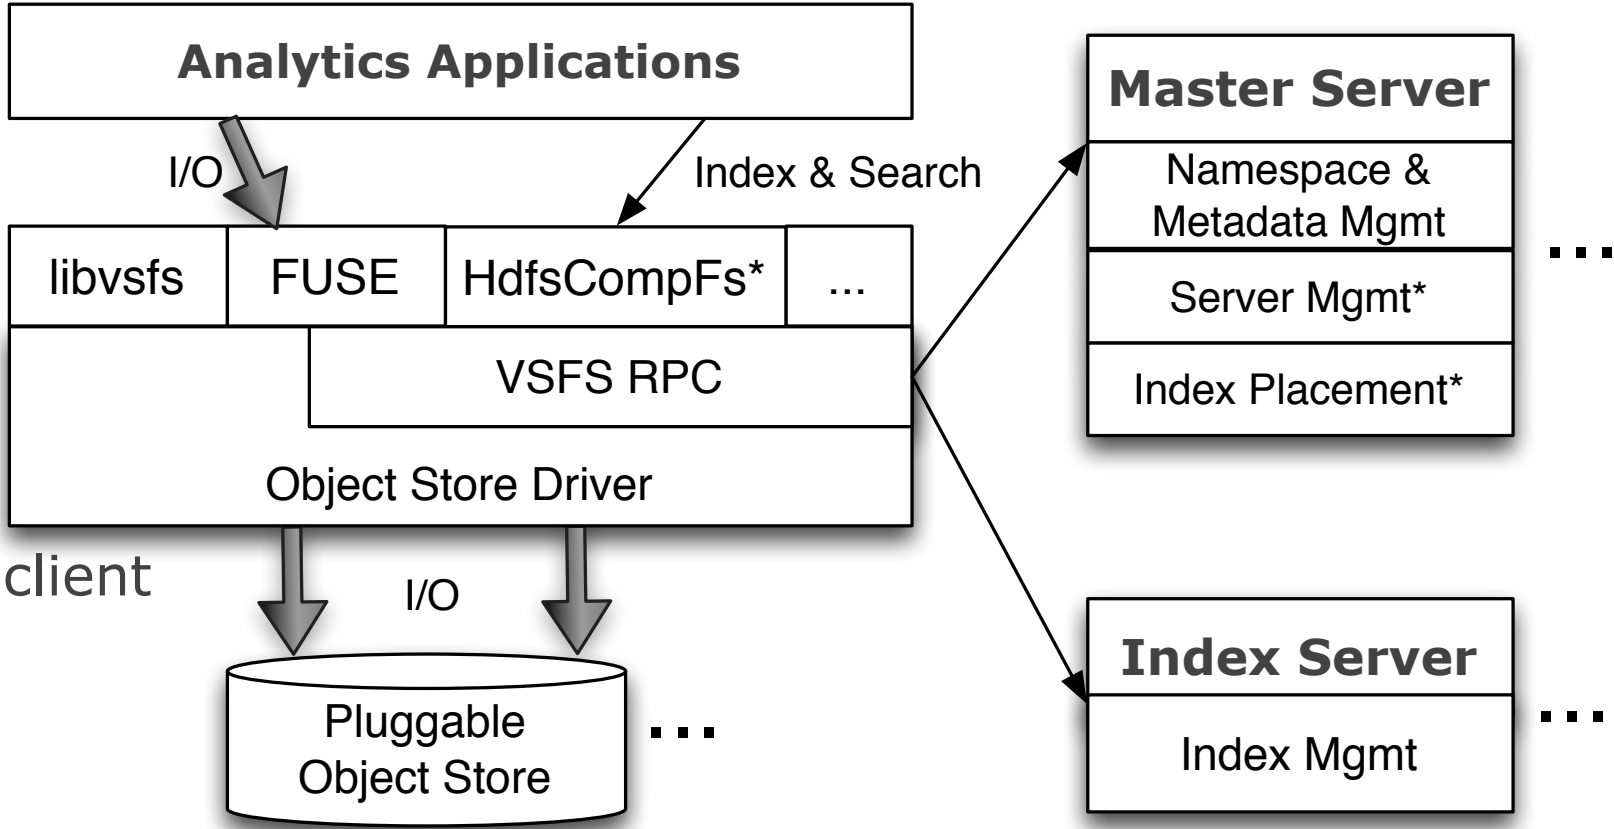 Analytics Applications
I/O
Index & Search
libvsfs
FUSE
HdfsCompFs*
...
VSFS RPC
Object Store Driver
client
I/O
Pluggable
Object Store
...
Master Server
Namespace &
Metadata Mgmt
Server Mgmt*
Index Placement*
...
Index Server
Index Mgmt
...